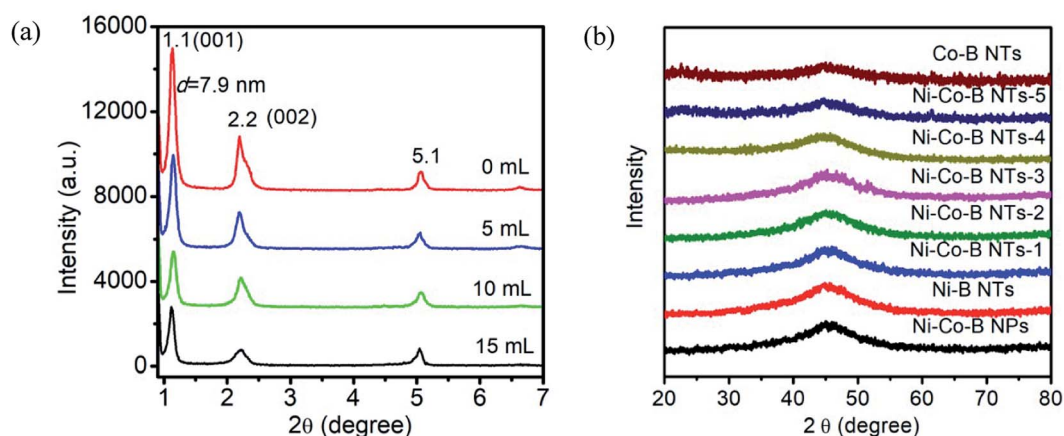 (a)
16000
12000
8000
4000
0
Intensity (a.u.)
1.1(001)
d=7.9 nm
2.2 (002)
5.1
0 mL
5 mL
10 mL
15 mL
1 2 3 4 5 6 7
2θ (degree)
(b)
Intensity
Co-B NTs
Ni-Co-B NTs-5
Ni-Co-B NTs-4
Ni-Co-B NTs-3
Ni-Co-B NTs-2
Ni-Co-B NTs-1
Ni-B NTs
Ni-Co-B NPs
20 30 40 50 60 70 80
2 θ (degree)